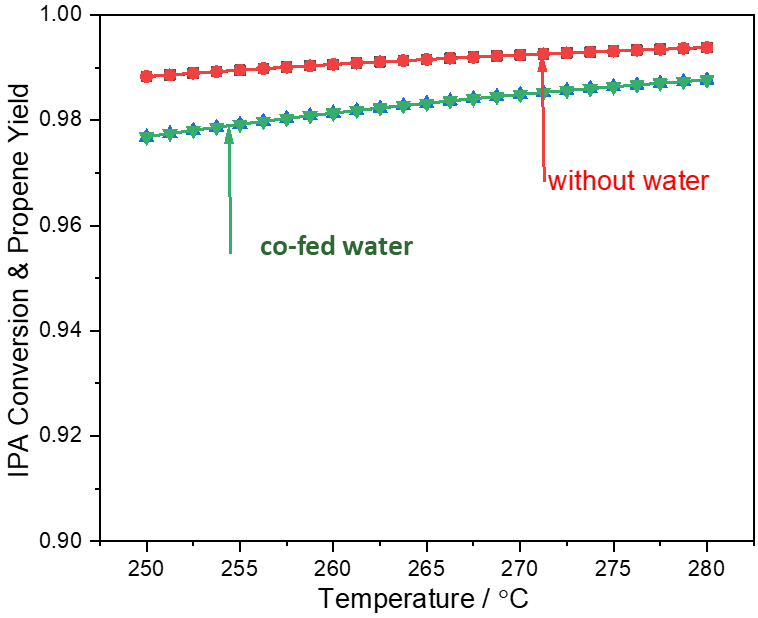 1.00
0.98
0.96
0.94
0.92
0.90
IPA Conversion & Propene Yield
without water
co-fed water
250 255 260 265 270 275 280
Temperature / °C